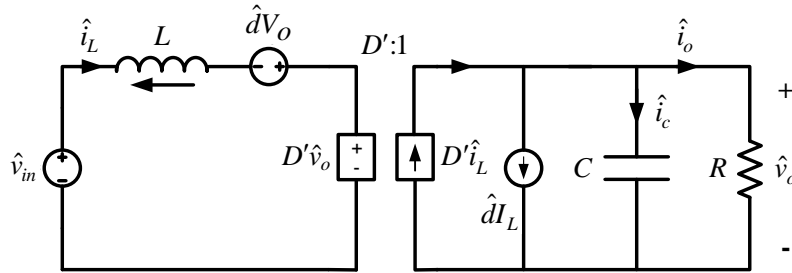 î_L
L
d̂V_O
D′:1
î_o
+
-
+
v̂_in
+
-
D′v̂_o
+
-
D′î_L
d̂I_L
î_c
C
R
v̂_o
+
-